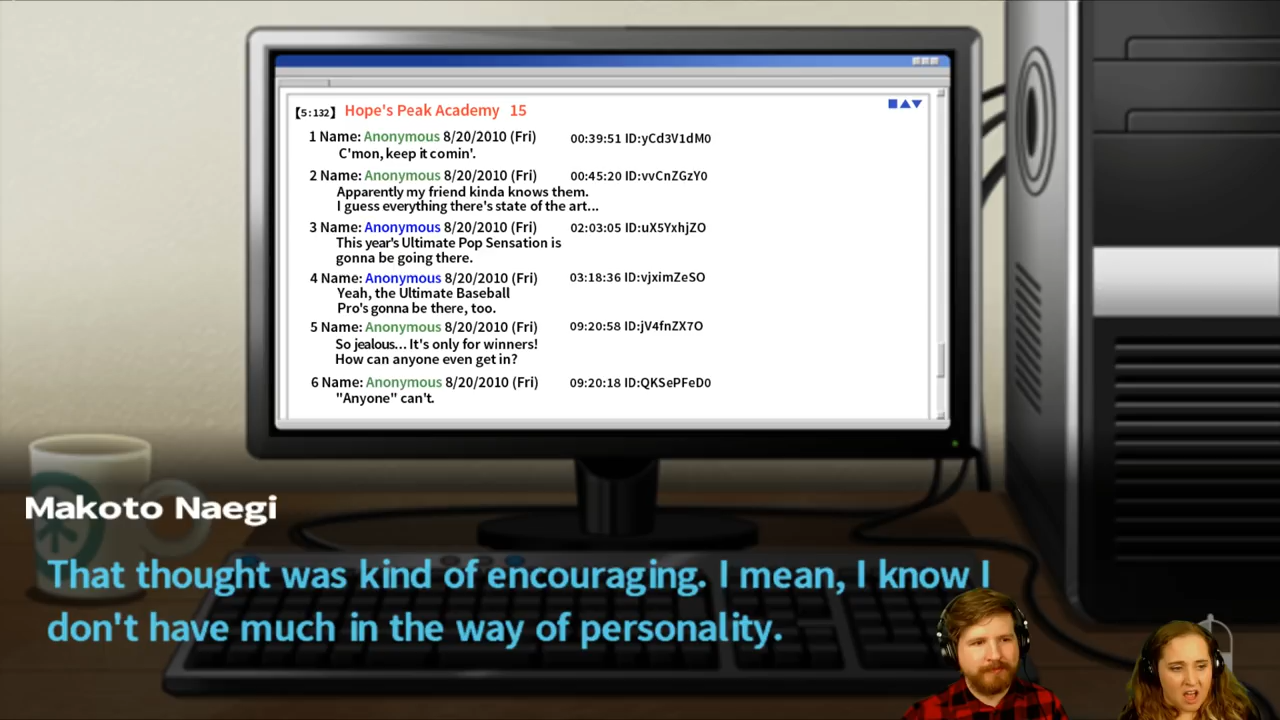 【5:132】 Hope's Peak Academy 15
1 Name: Anonymous 8/20/2010 (Fri) 00:39:51 ID:yCd3V1dM0
C'mon, keep it comin'.
2 Name: Anonymous 8/20/2010 (Fri) 00:45:20 ID:vvCnZGzY0
Apparently my friend kinda knows them.
I guess everything there's state of the art...
3 Name: Anonymous 8/20/2010 (Fri) 02:03:05 ID:uX5YxhjZO
This year's Ultimate Pop Sensation is
gonna be going there.
4 Name: Anonymous 8/20/2010 (Fri) 03:18:36 ID:vjximZeSO
Yeah, the Ultimate Baseball
Pro's gonna be there, too.
5 Name: Anonymous 8/20/2010 (Fri) 09:20:58 ID:jV4fnZX7O
So jealous... It's only for winners!
How can anyone even get in?
6 Name: Anonymous 8/20/2010 (Fri) 09:20:18 ID:QKSePFeD0
"Anyone" can't.
Makoto Naegi
That thought was kind of encouraging. I mean, I know I
don't have much in the way of personality.